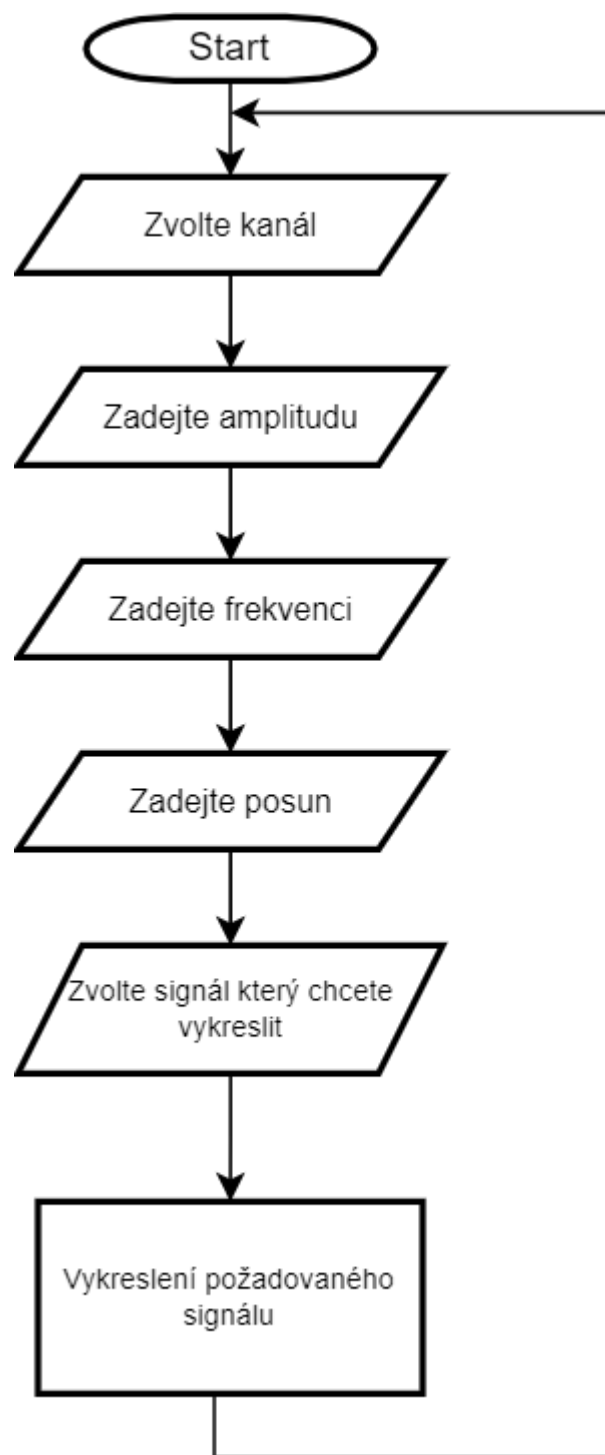 Start
Zvolte kanál
Zadejte amplitudu
Zadejte frekvenci
Zadejte posun
Zvolte signál který chcete
vykreslit
Vykreslení požadovaného
signálu